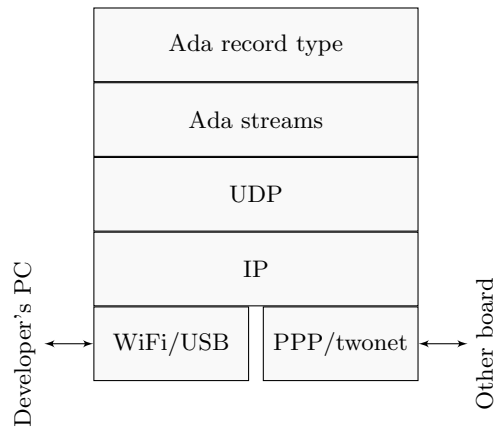 Ada record type
Ada streams
UDP
IP
Developer's PC
WiFi/USB
PPP/twonet
Other board